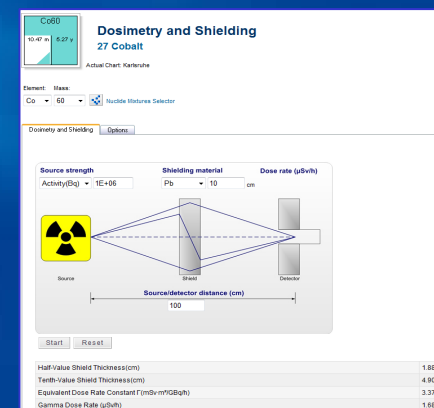 Co60
10.47 m 5.27 y
Dosimetry and Shielding
27 Cobalt
Actual Chart: Karlsruhe
Element: Mass:
Co 60 Nuclide Mixtures Selector
Dosimetry and Shielding Options
Source strength Shielding material Dose rate (µSv/h)
Activity(Bq) 1E+06 Pb 10 cm
Source Shield Detector
Source/detector distance (cm)
100
Start Reset
Half-Value Shield Thickness(cm) 1.88
Tenth-Value Shield Thickness(cm) 4.90
Equivalent Dose Rate Constant Γ(mSv·m²/GBq/h) 3.37
Gamma Dose Rate (µSv/h) 1.68